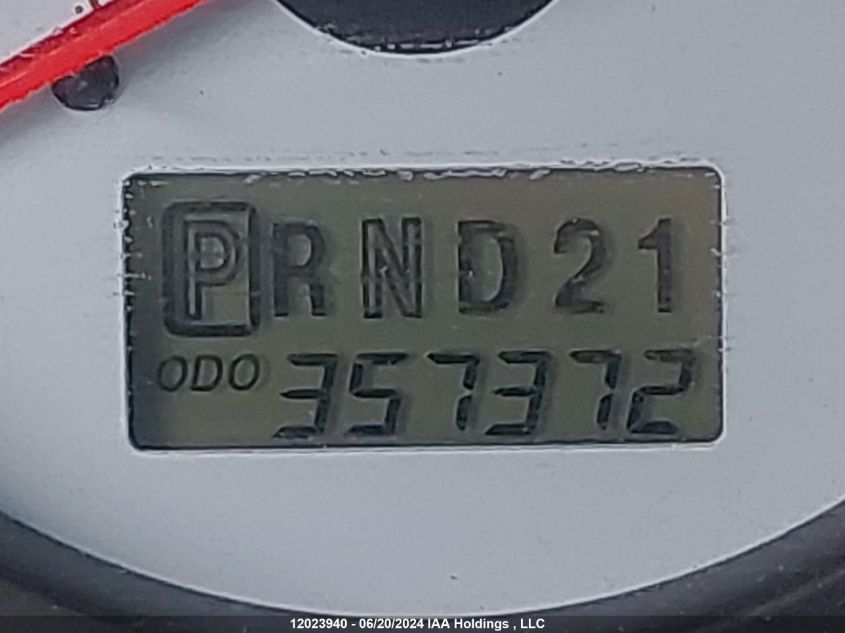 PRND21
ODO 357372
12023940 - 06/20/2024 IAA Holdings , LLC